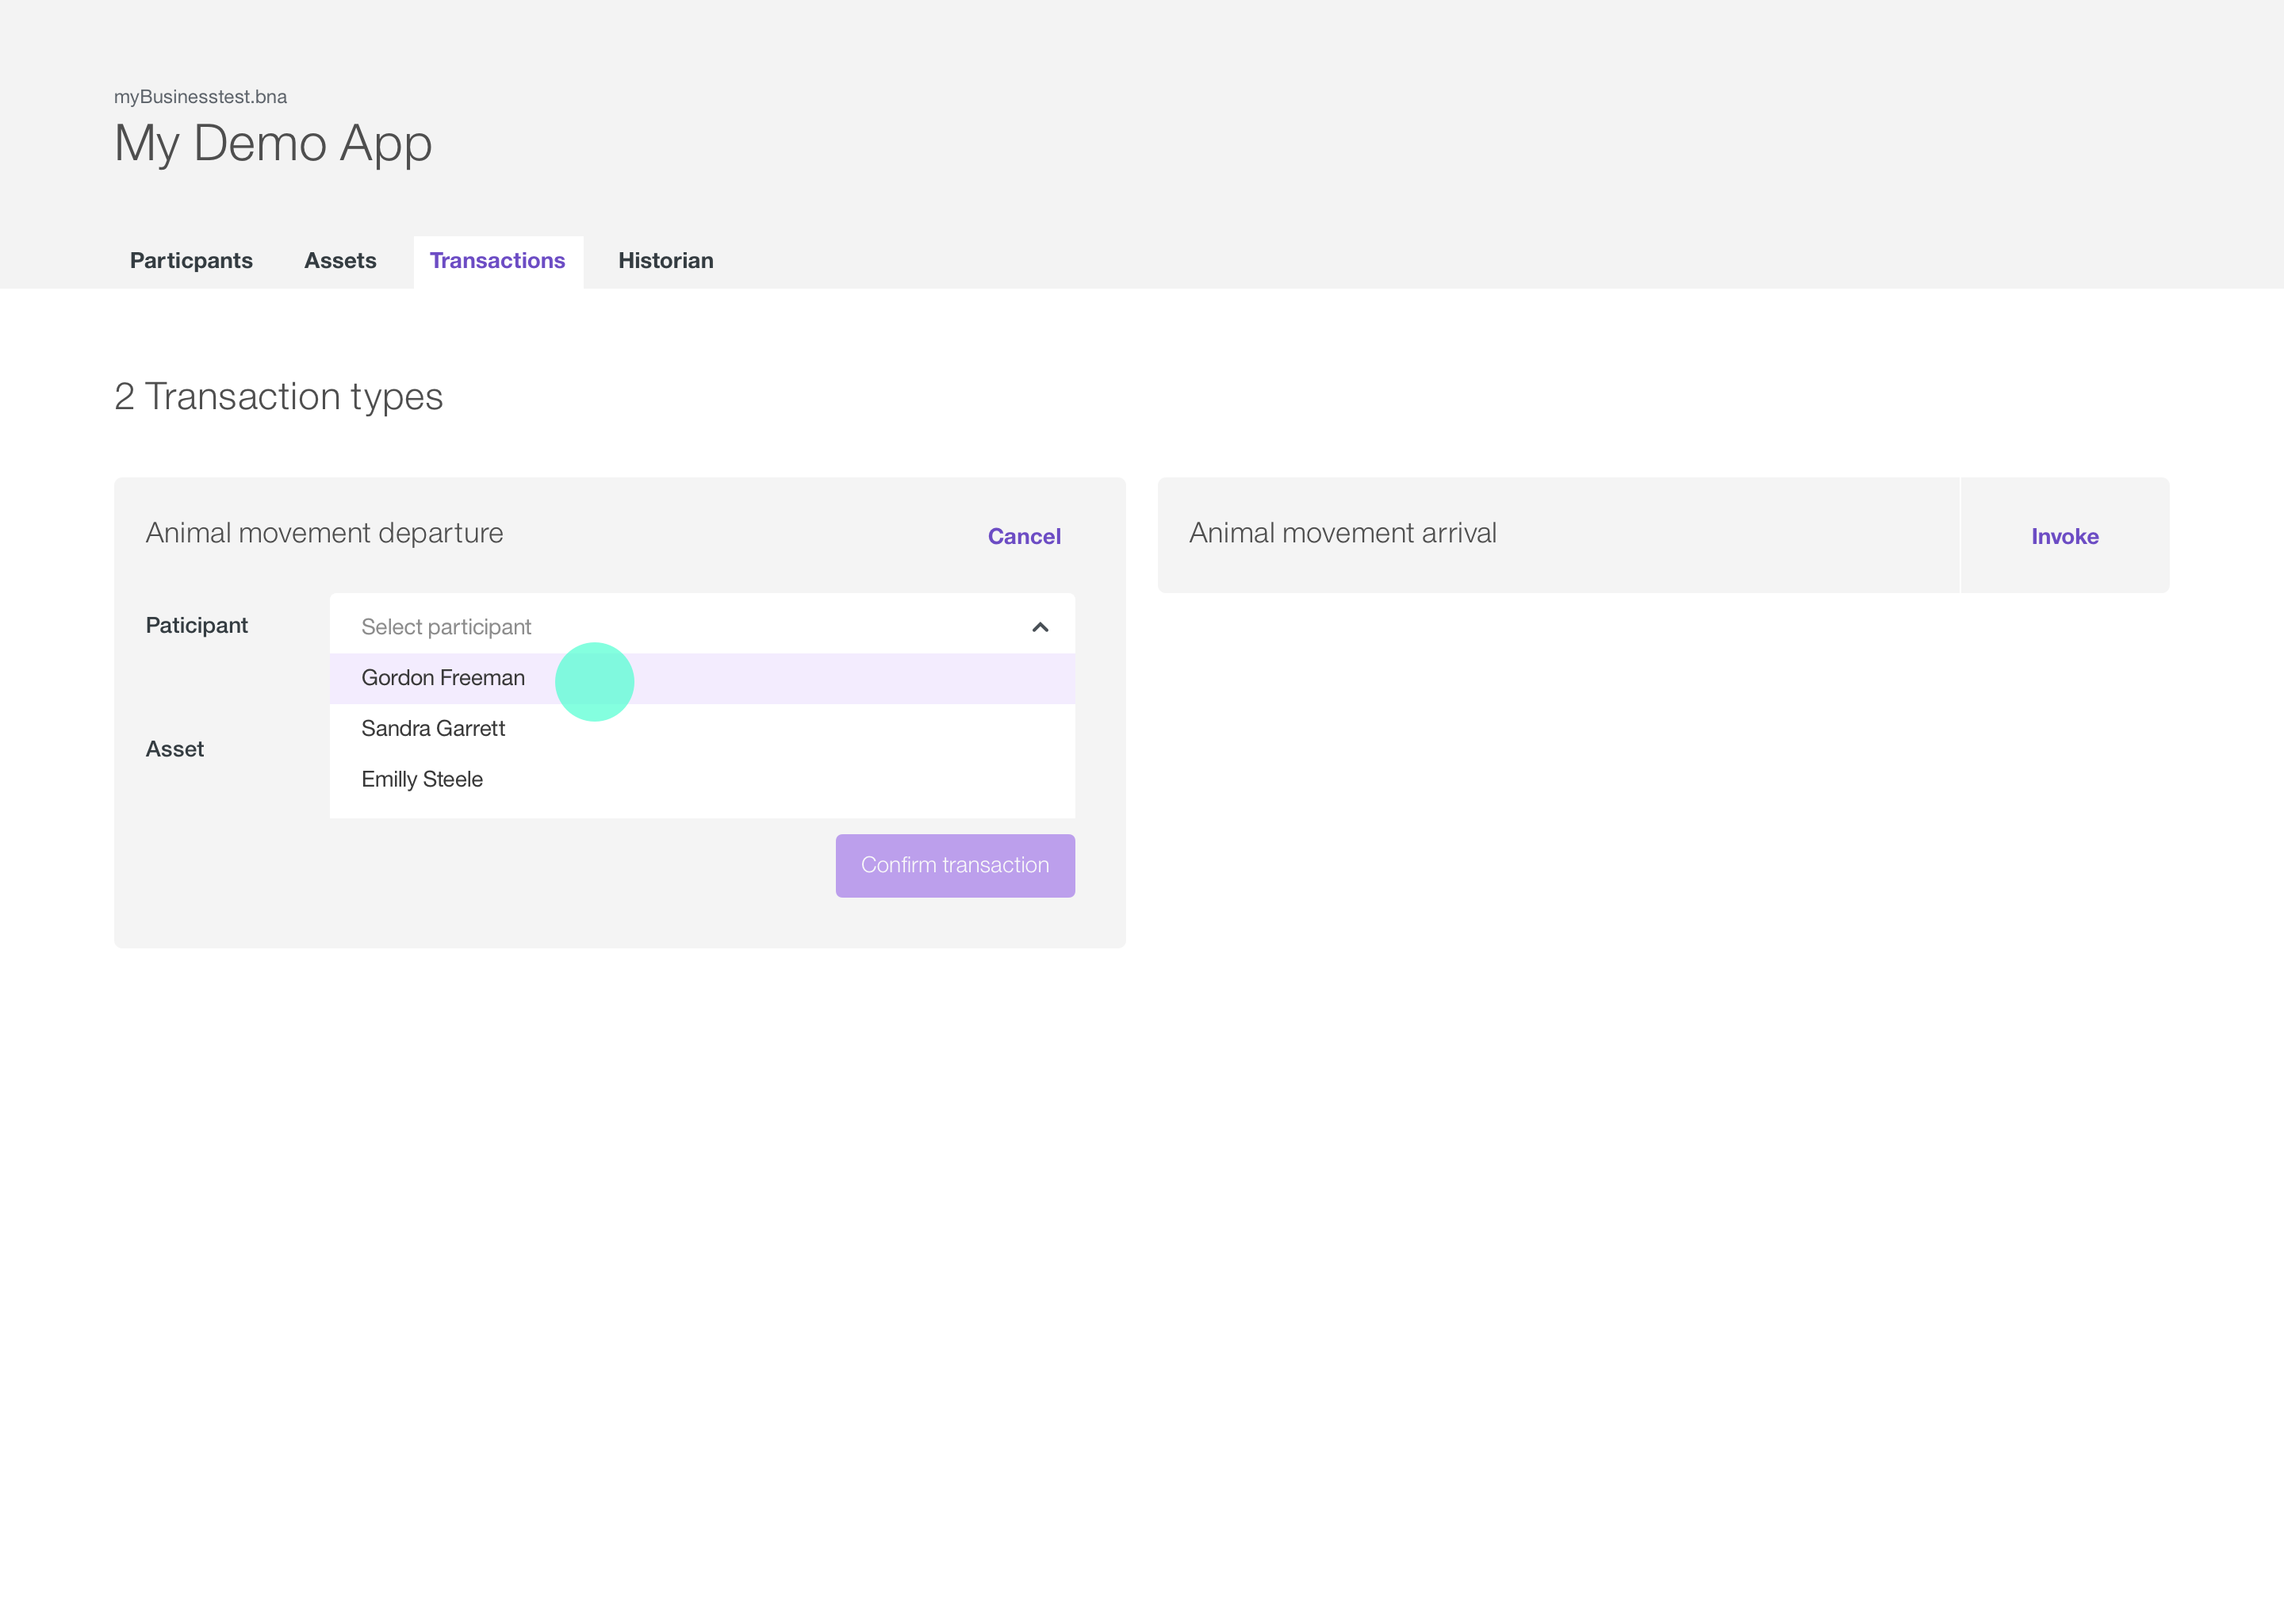 myBusinesstest.bna
My Demo App
Particpants Assets Transactions Historian
2 Transaction types
Animal movement departure Cancel
Paticipant Select participant
Gordon Freeman
Sandra Garrett
Asset
Emilly Steele
Confirm transaction
Animal movement arrival Invoke